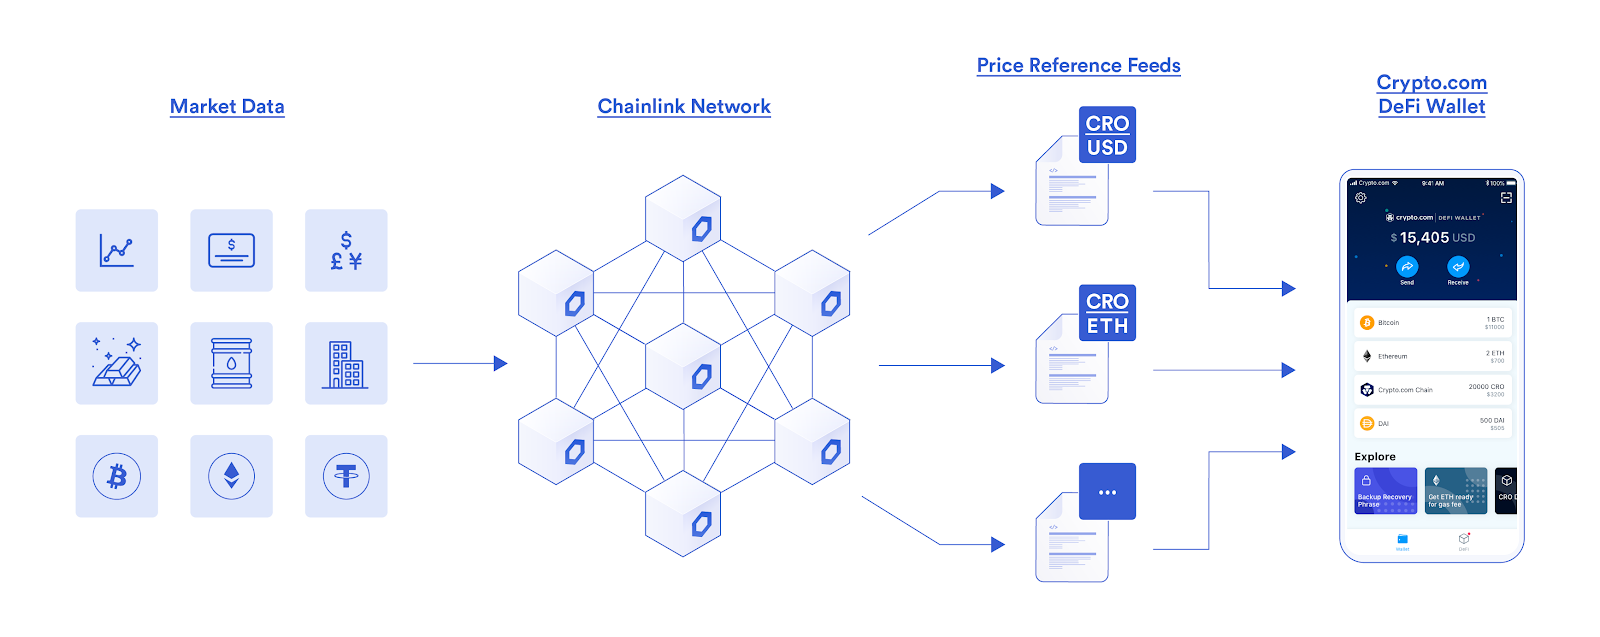 Market Data
Chainlink Network
Price Reference Feeds
Crypto.com
DeFi Wallet
$
$
£ ¥
CRO
USD
</>
CRO
ETH
</>
...
</>
Crypto.com
9:41 AM
100%
crypto.com | DEFI WALLET
$ 15,405 USD
Send
Receive
Bitcoin
1 BTC
$11000
Ethereum
2 ETH
$700
Crypto.com Chain
20000 CRO
$3200
DAI
500 DAI
$505
Explore
Backup Recovery
Phrase
Get ETH ready
for gas fee
CRO D
Wallet
DeFi